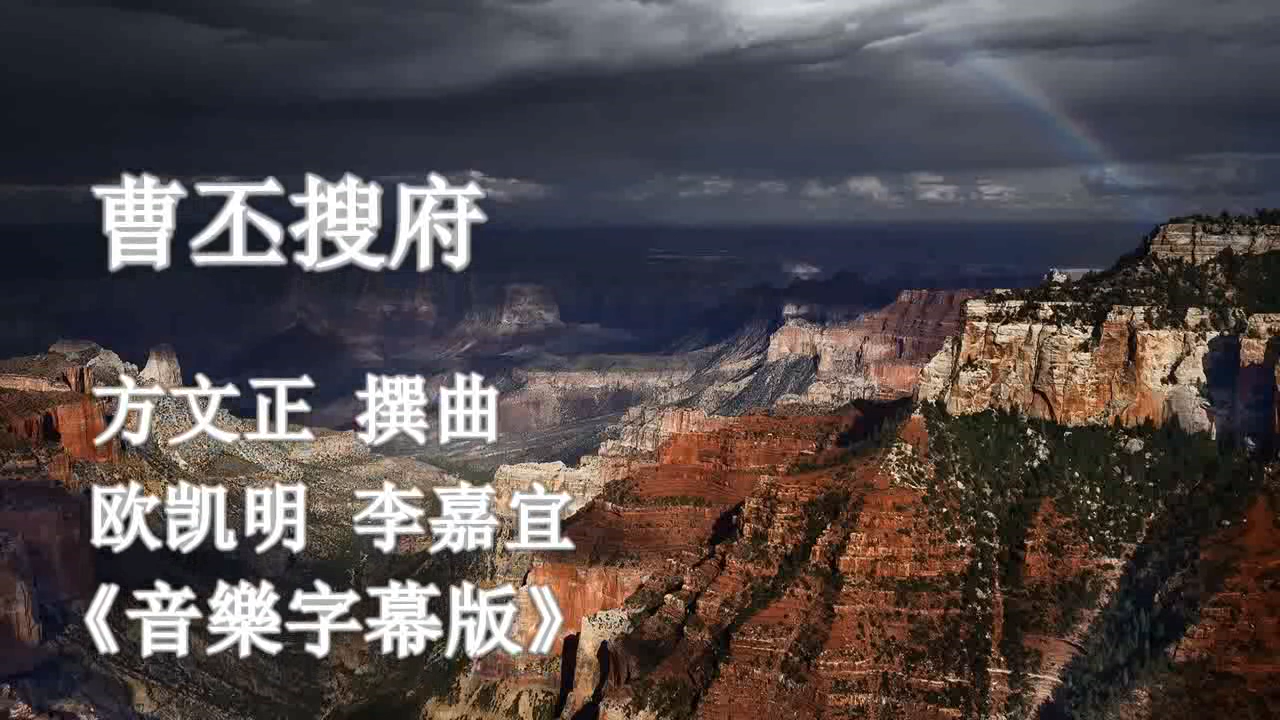 曹丕搜府
方文正 撰曲
欧凯明 李嘉宜
《音樂字幕版》